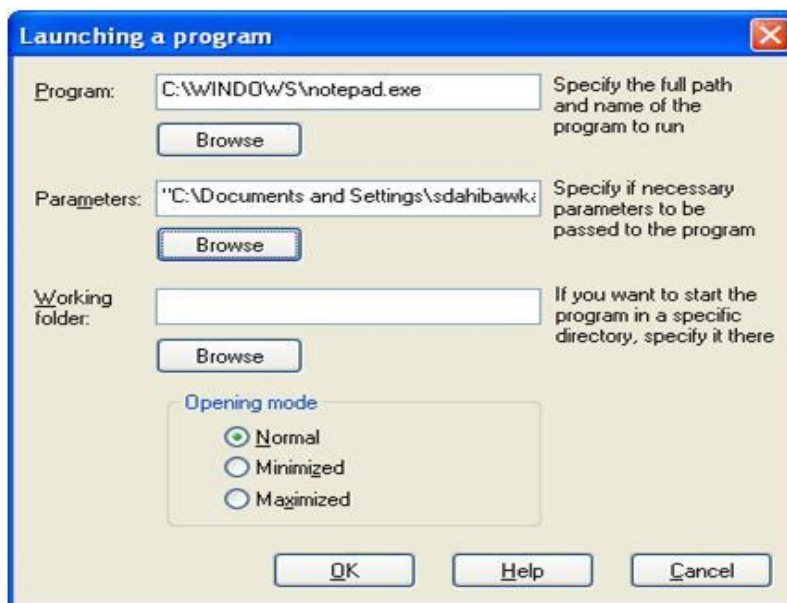 Launching a program
Program:
C:\WINDOWS\notepad.exe
Specify the full path
and name of the
program to run
Browse
Parameters:
"C:\Documents and Settings\sdahibawka
Specify if necessary
parameters to be
passed to the program
Browse
Working
folder:
If you want to start the
program in a specific
directory, specify it there
Browse
Opening mode
Normal
Minimized
Maximized
OK
Help
Cancel